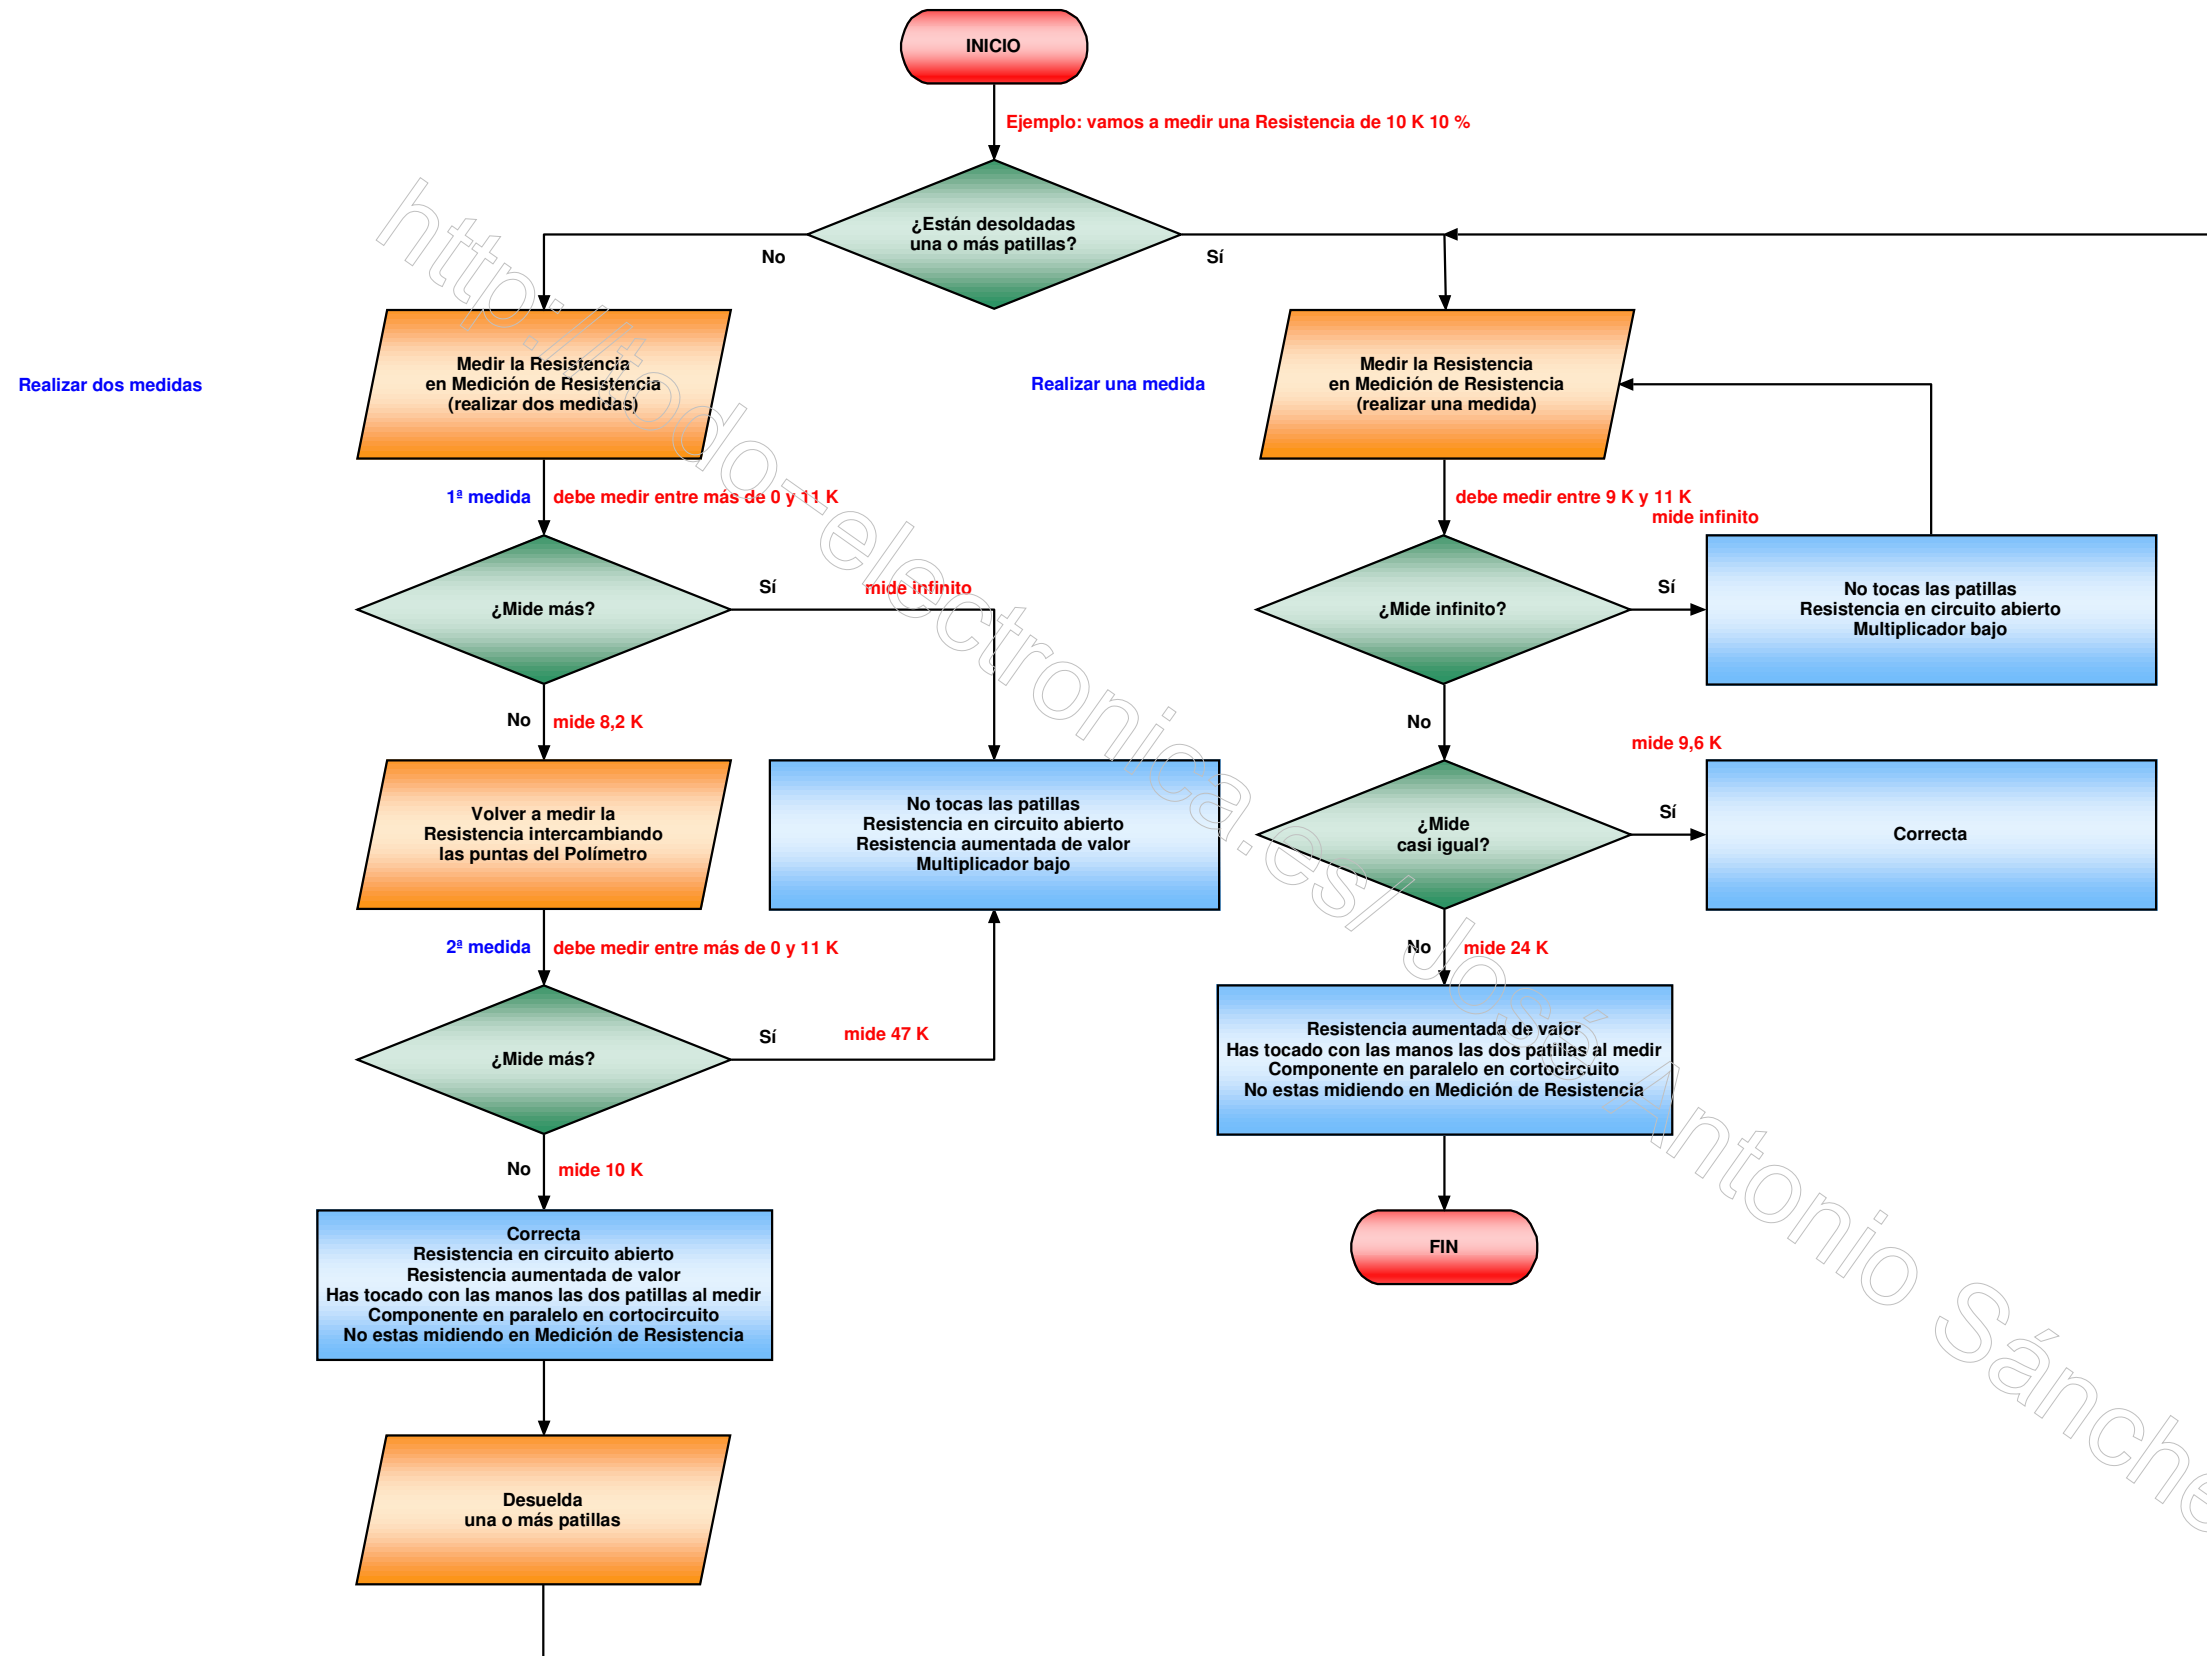 INICIO
Ejemplo: vamos a medir una Resistencia de 10 K 10 %
¿Están desoldadas
una o más patillas?
No
Sí
Realizar dos medidas
Medir la Resistencia
en Medición de Resistencia
(realizar dos medidas)
1ª medida
debe medir entre más de 0 y 11 K
¿Mide más?
Sí
mide infinito
No
mide 8,2 K
Volver a medir la
Resistencia intercambiando
las puntas del Polímetro
No tocas las patillas
Resistencia en circuito abierto
Resistencia aumentada de valor
Multiplicador bajo
2ª medida
debe medir entre más de 0 y 11 K
¿Mide más?
Sí
mide 47 K
No
mide 10 K
Correcta
Resistencia en circuito abierto
Resistencia aumentada de valor
Has tocado con las manos las dos patillas al medir
Componente en paralelo en cortocircuito
No estas midiendo en Medición de Resistencia
Desuelda
una o más patillas
Realizar una medida
Medir la Resistencia
en Medición de Resistencia
(realizar una medida)
debe medir entre 9 K y 11 K
mide infinito
¿Mide infinito?
Sí
No tocas las patillas
Resistencia en circuito abierto
Multiplicador bajo
No
mide 9,6 K
¿Mide
casi igual?
Sí
Correcta
No
mide 24 K
Resistencia aumentada de valor
Has tocado con las manos las dos patillas al medir
Componente en paralelo en cortocircuito
No estas midiendo en Medición de Resistencia
FIN
http://todo-electronica.es/ José Antonio Sánche